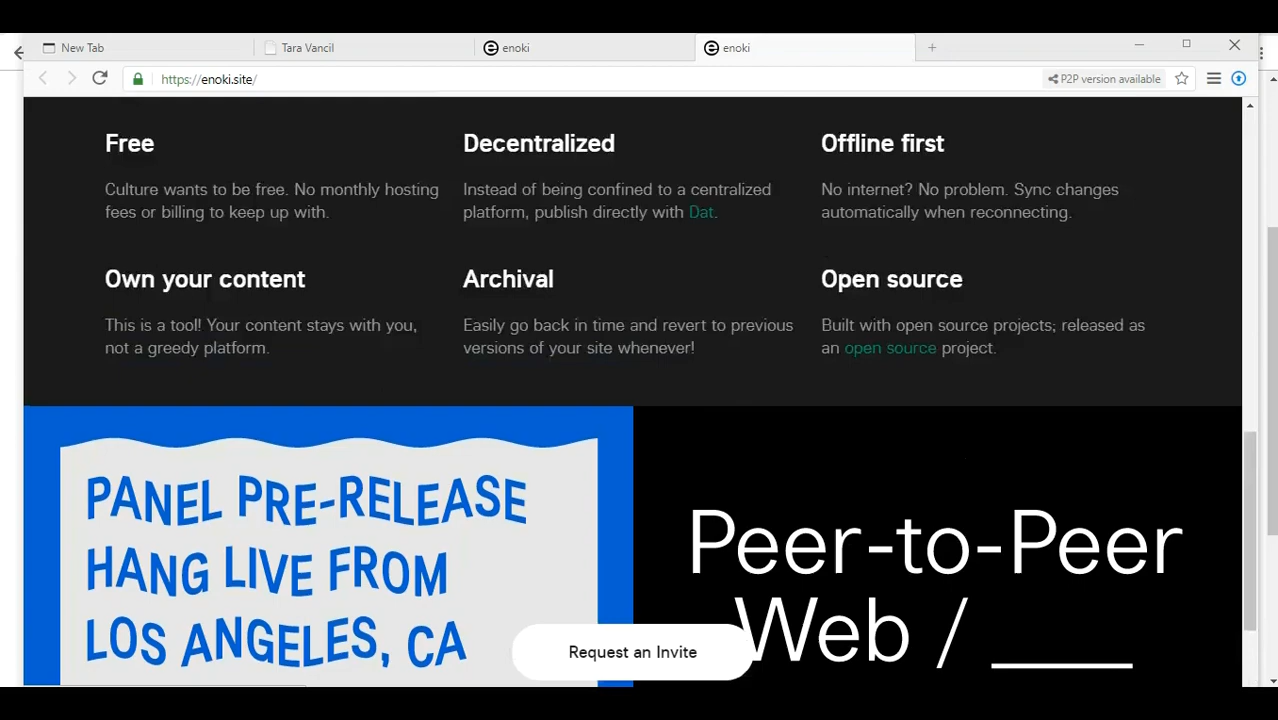 New Tab
Tara Vancil
enoki
enoki
https://enoki.site/
P2P version available
Free
Decentralized
Offline first
Culture wants to be free. No monthly hosting
fees or billing to keep up with.
Instead of being confined to a centralized
platform, publish directly with Dat.
No internet? No problem. Sync changes
automatically when reconnecting.
Own your content
Archival
Open source
This is a tool! Your content stays with you,
not a greedy platform.
Easily go back in time and revert to previous
versions of your site whenever!
Built with open source projects; released as
an open source project.
PANEL PRE-RELEASE
HANG LIVE FROM
LOS ANGELES, CA
Peer-to-Peer
Web / ____
Request an Invite